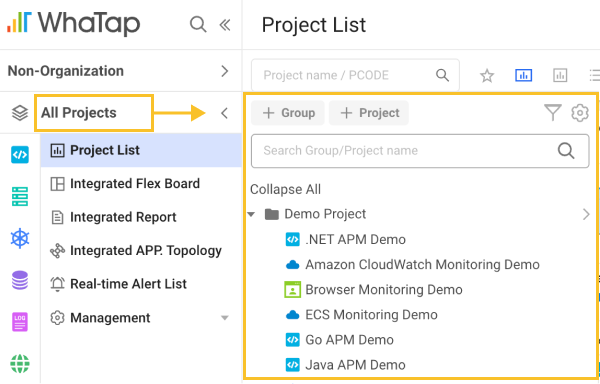 WhaTap
Project List
Non-Organization
Project name / PCODE
All Projects
+ Group
+ Project
Project List
Search Group/Project name
Integrated Flex Board
Collapse All
Integrated Report
Demo Project
.NET APM Demo
Integrated APP. Topology
Amazon CloudWatch Monitoring Demo
Real-time Alert List
Browser Monitoring Demo
Management
ECS Monitoring Demo
LOG
Go APM Demo
Java APM Demo